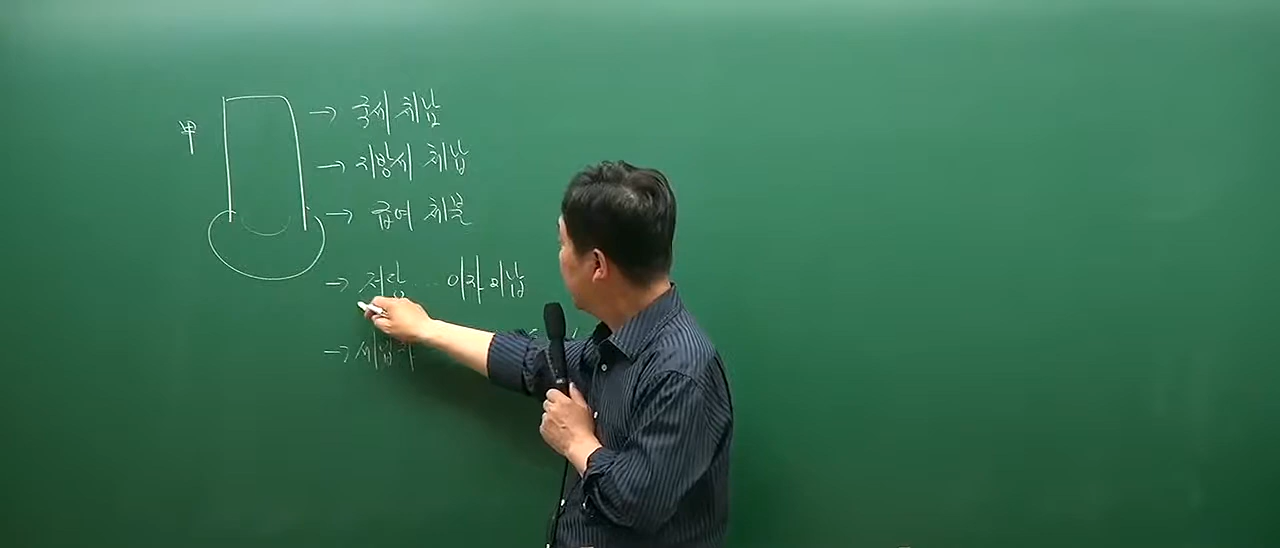 甲
→ 국세 체납
→ 지방세 체납
→ 급여 체불
→ 저당 ··· 이자 미납
→ 세입자